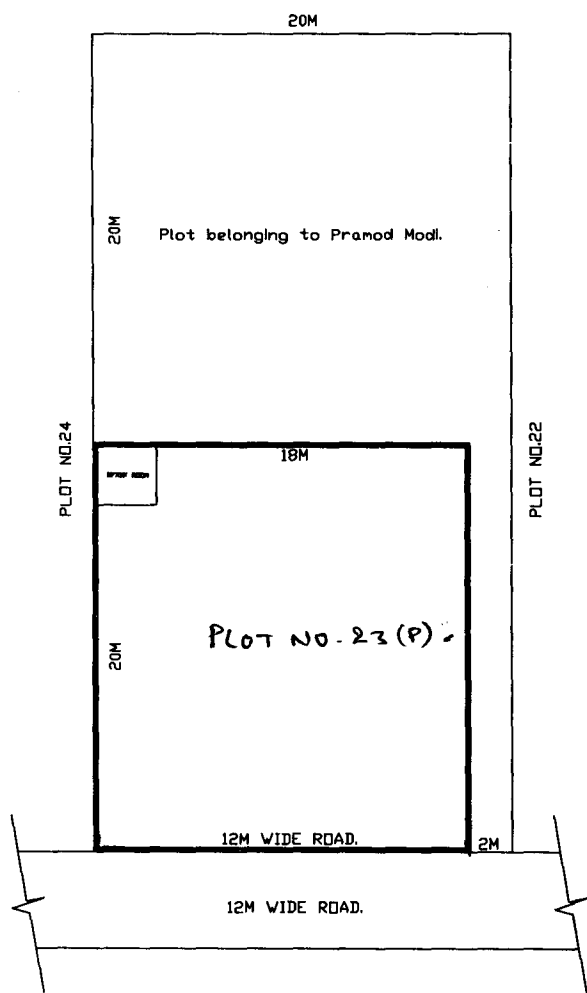 20M
20M
Plot belonging to Pramod Modi.
PLOT NO.24
PLOT NO.22
18M
ROOM
20M
PLOT NO. 23 (P).
12M WIDE ROAD.
2M
12M WIDE ROAD.